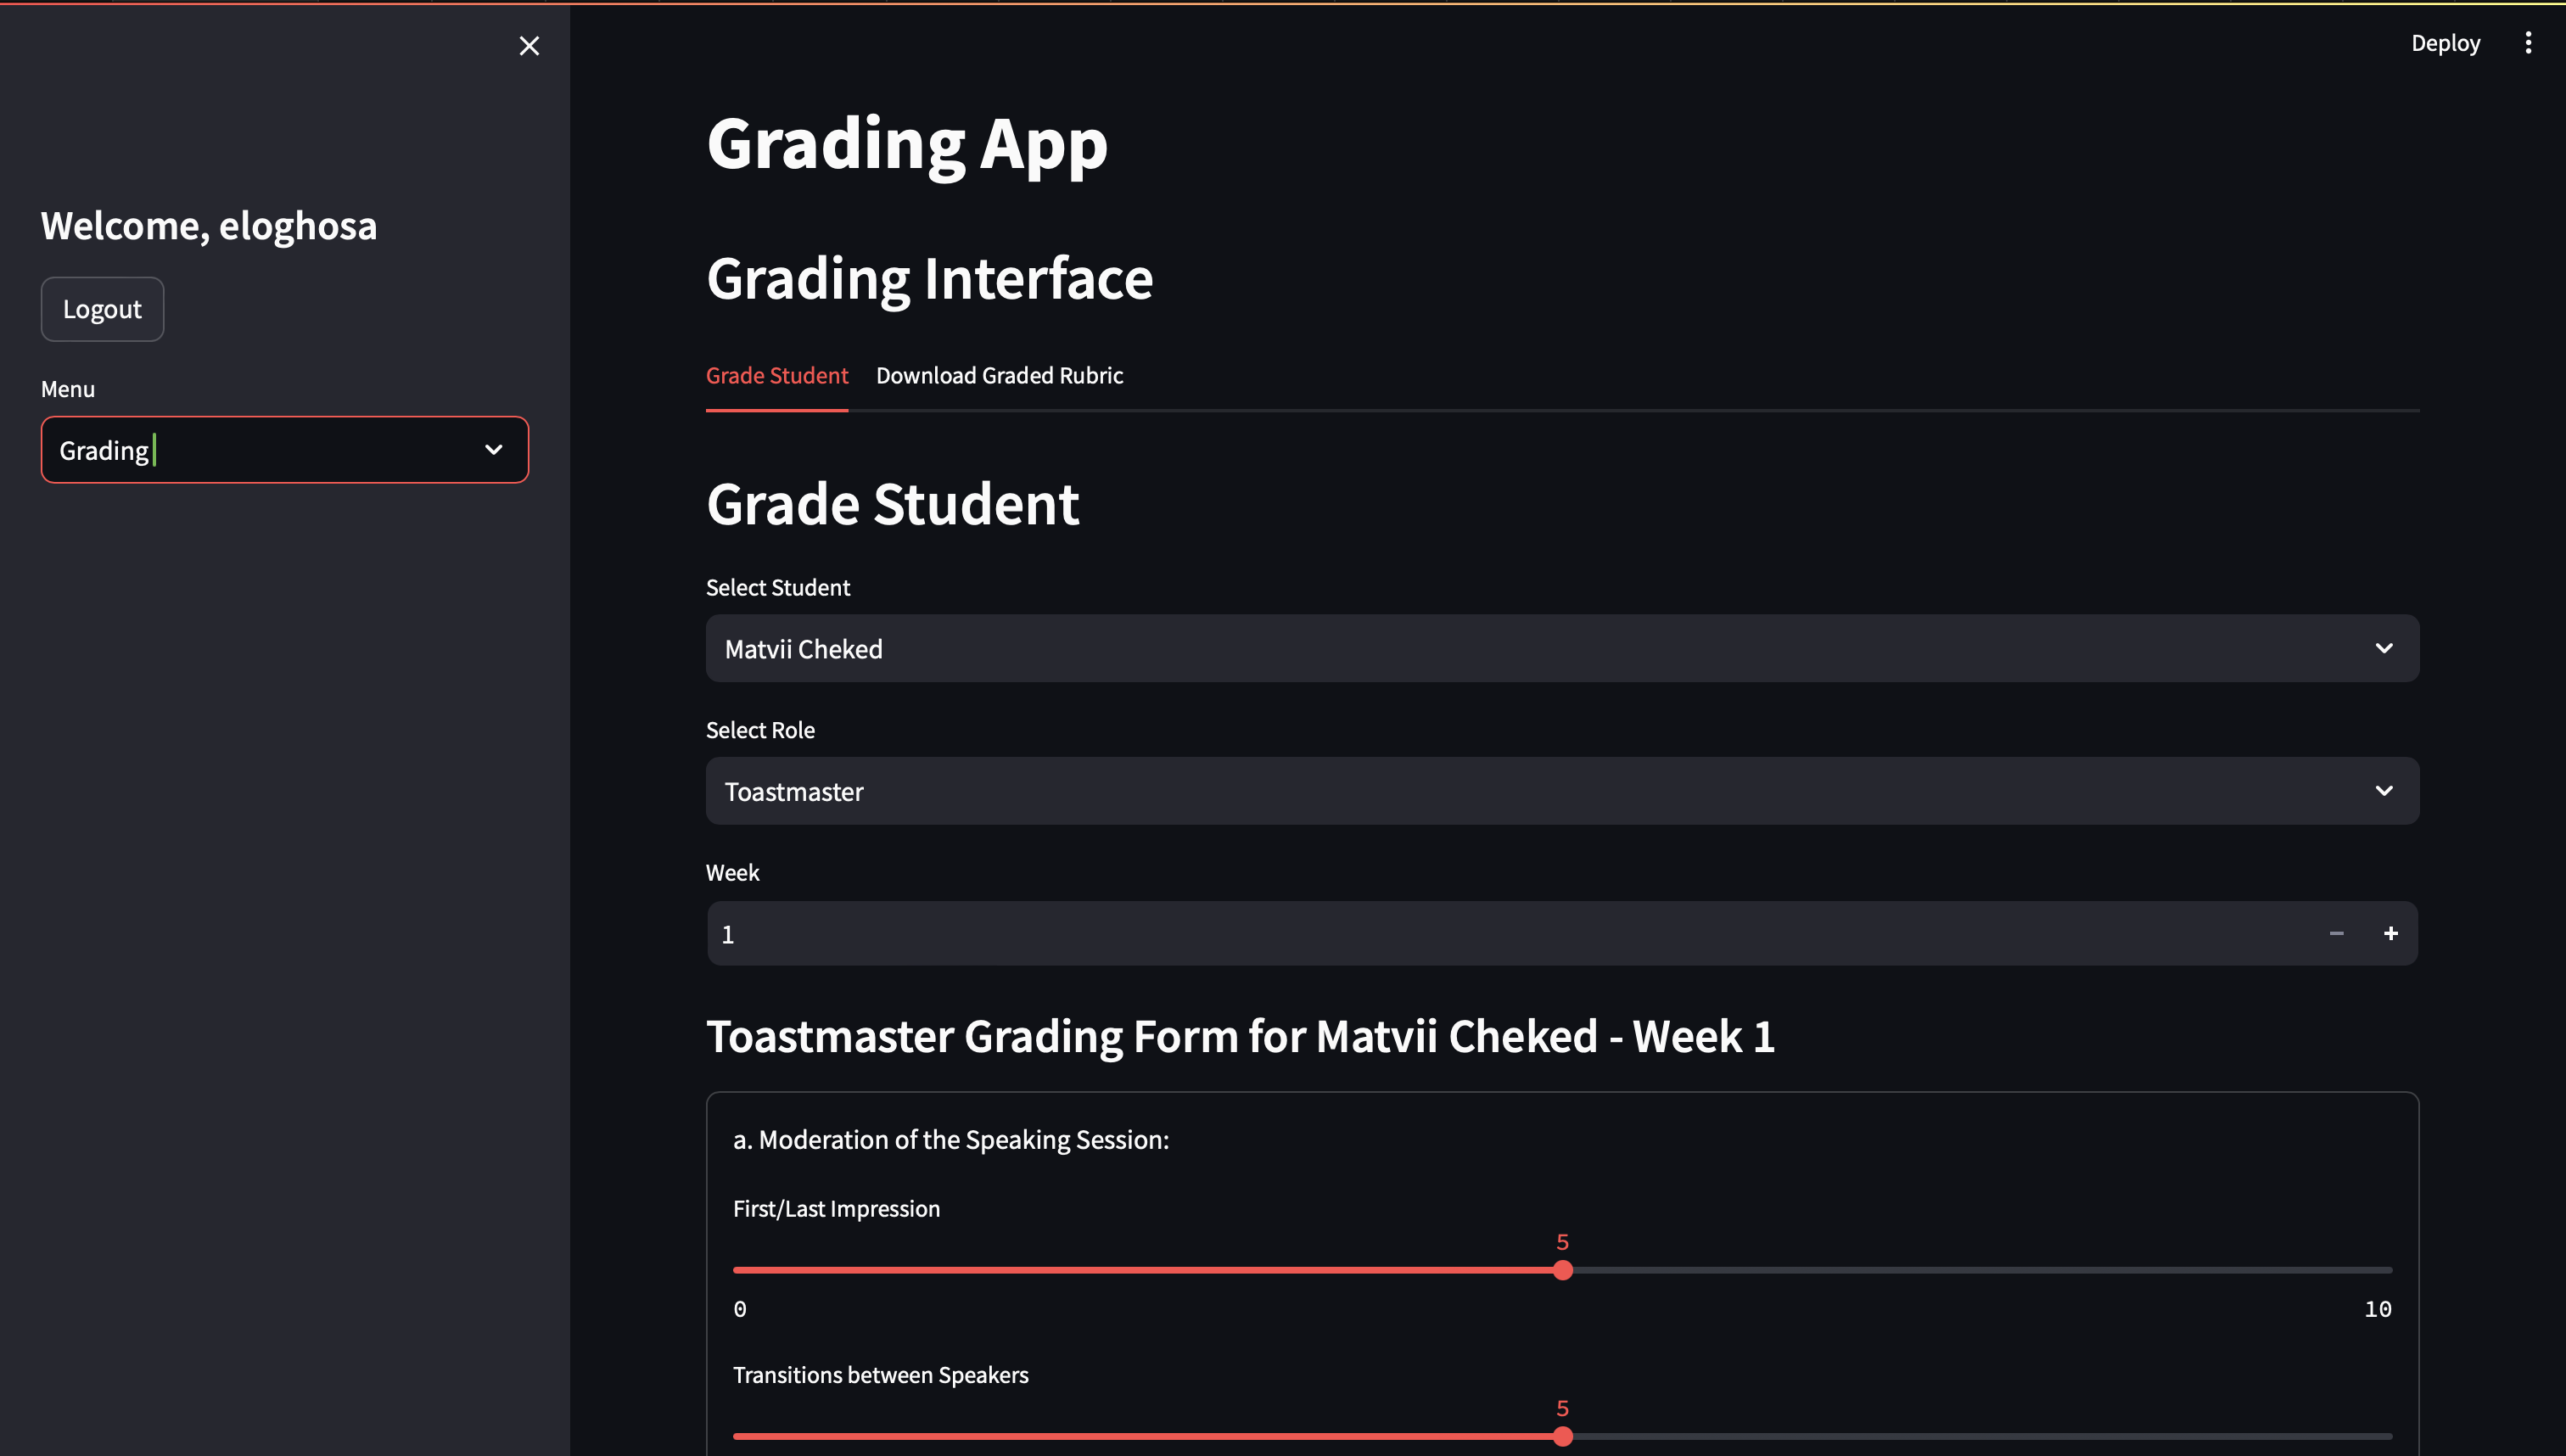 Deploy
Welcome, eloghosa
Logout
Menu
Grading
Grading App
Grading Interface
Grade Student Download Graded Rubric
Grade Student
Select Student
Matvii Cheked
Select Role
Toastmaster
Week
1
Toastmaster Grading Form for Matvii Cheked - Week 1
a. Moderation of the Speaking Session:
First/Last Impression
5
0 10
Transitions between Speakers
5